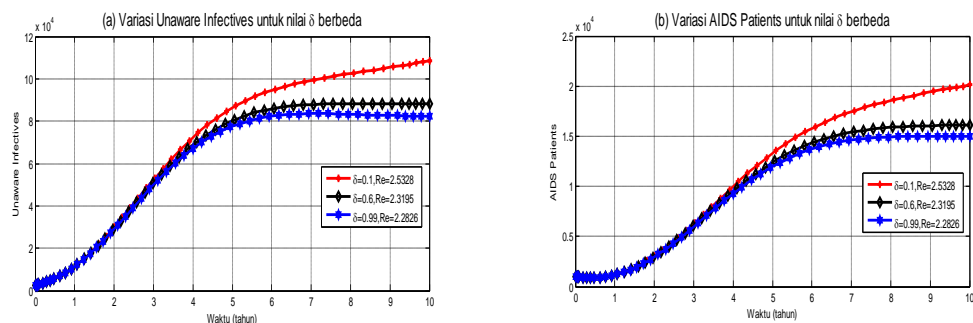 (a) Variasi Unaware Infectives untuk nilai δ berbeda
x 10⁴
12
10
8
6
4
2
0
Unaware Infectives
0 1 2 3 4 5 6 7 8 9 10
Waktu (tahun)
δ=0.1,Re=2.5328
δ=0.6,Re=2.3195
δ=0.99,Re=2.2826
(b) Variasi AIDS Patients untuk nilai δ berbeda
x 10⁴
2.5
2
1.5
1
0.5
0
AIDS Patients
0 1 2 3 4 5 6 7 8 9 10
Waktu (tahun)
δ=0.1,Re=2.5328
δ=0.6,Re=2.3195
δ=0.99,Re=2.2826